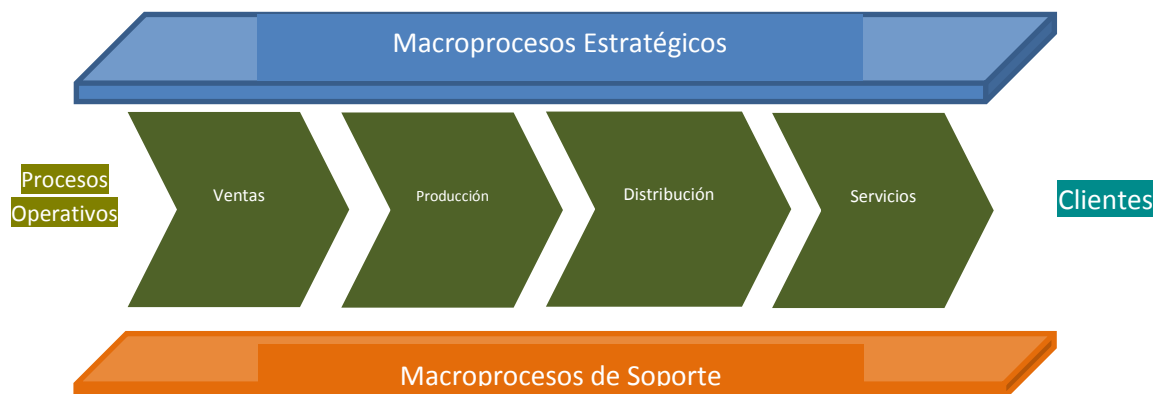 Macroprocesos Estratégicos
Procesos
Operativos
Ventas
Producción
Distribución
Servicios
Clientes
Macroprocesos de Soporte